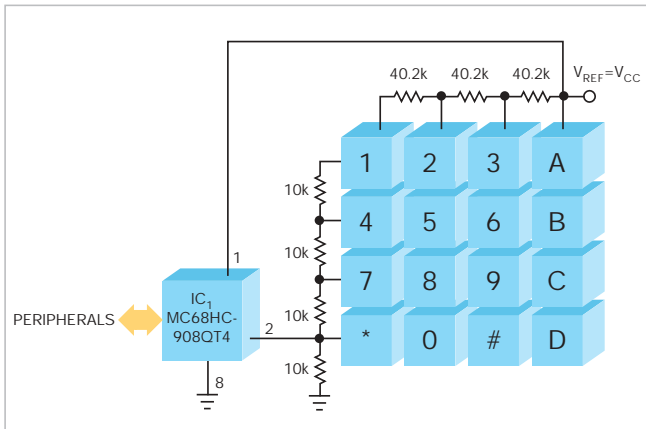 40.2k 40.2k 40.2k V_REF=V_CC
1 2 3 A
10k
4 5 6 B
10k
7 8 9 C
1
IC1
MC68HC-
908QT4
PERIPHERALS
2
10k
* 0 # D
10k
8